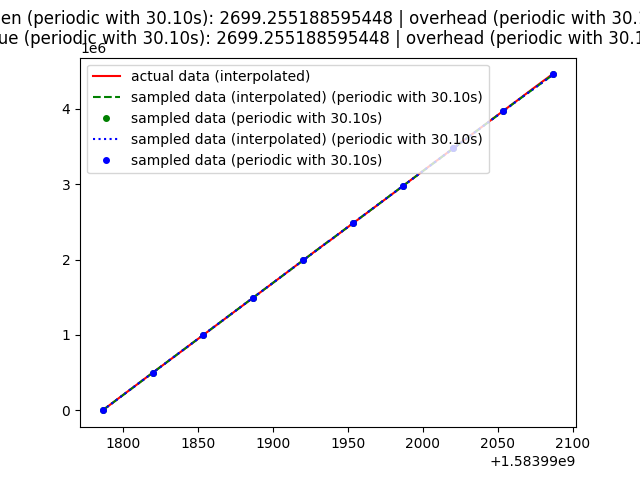 en (periodic with 30.10s): 2699.255188595448 | overhead (periodic with 30.
ue (periodic with 30.10s): 2699.255188595448 | overhead (periodic with 30.1
1e6
actual data (interpolated)
sampled data (interpolated) (periodic with 30.10s)
sampled data (periodic with 30.10s)
sampled data (interpolated) (periodic with 30.10s)
sampled data (periodic with 30.10s)
4
3
2
1
0
1800 1850 1900 1950 2000 2050 2100
+1.58399e9